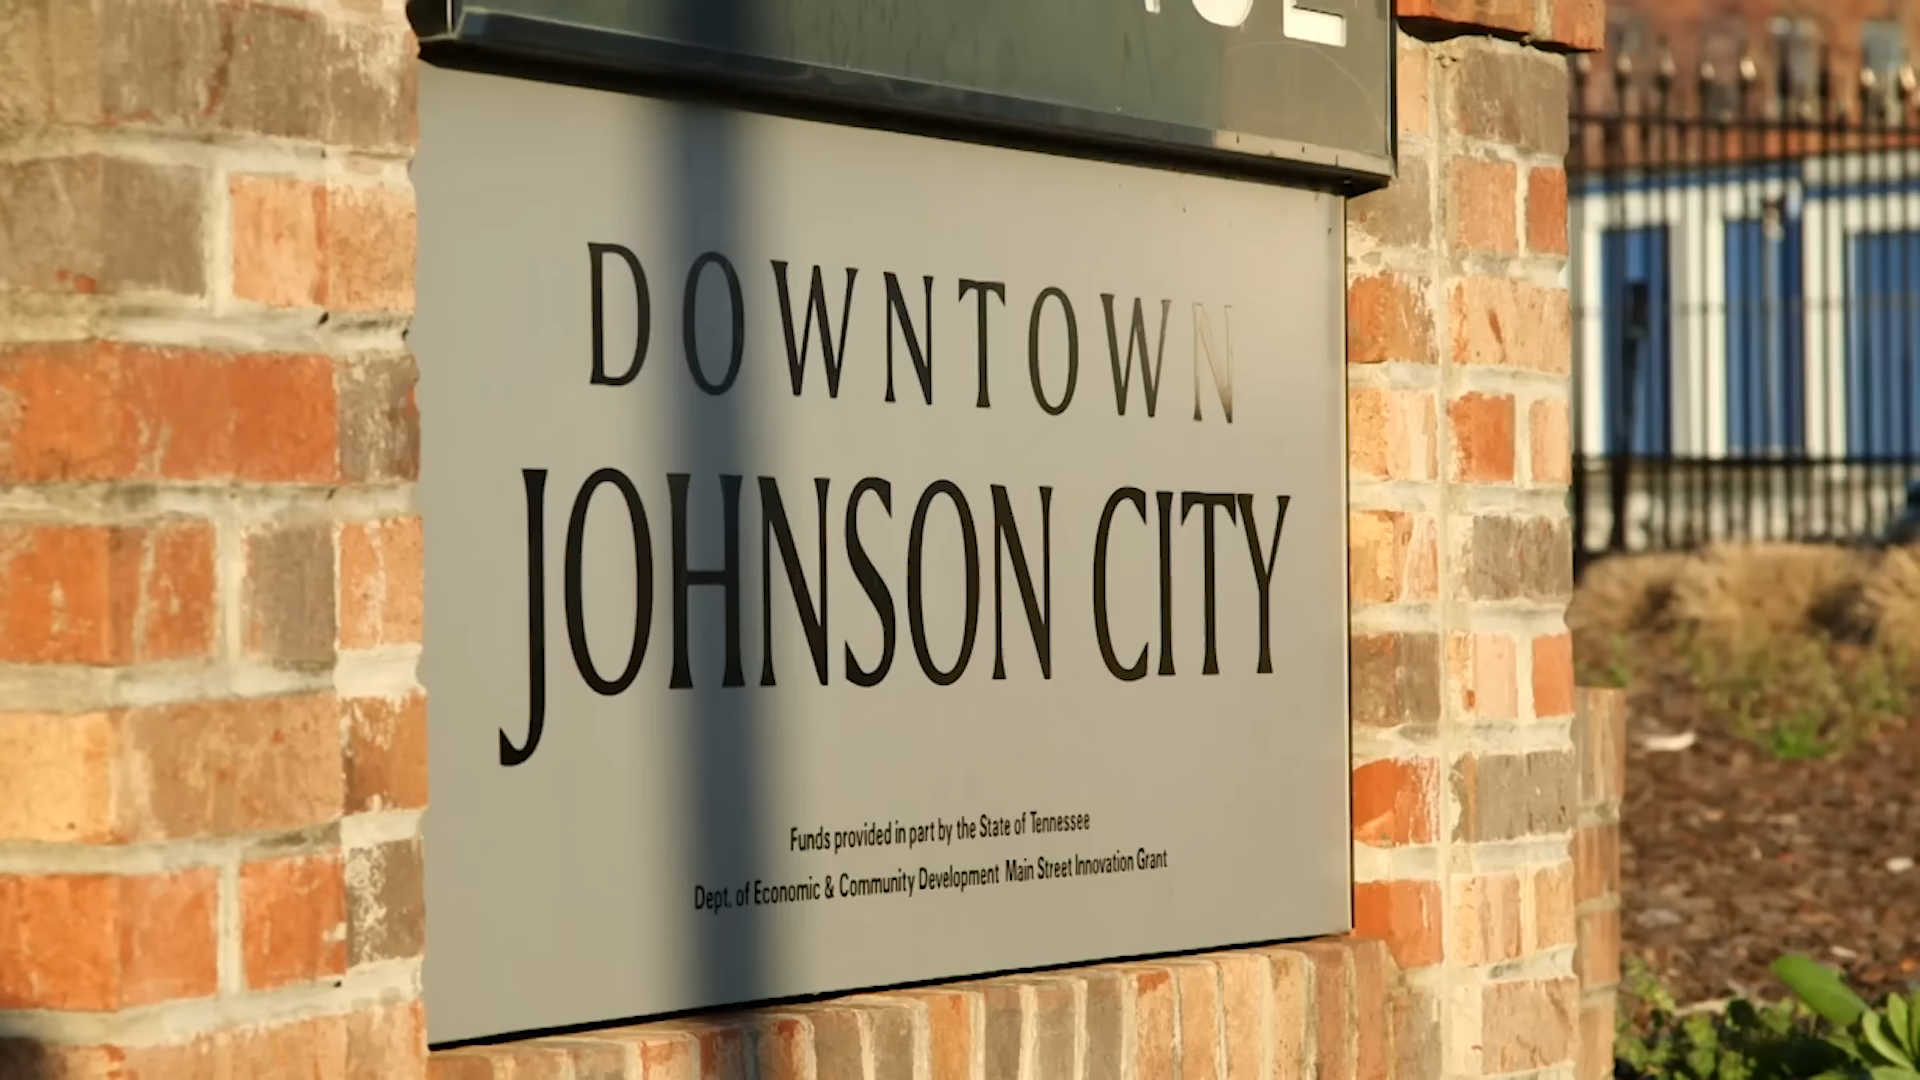 DOWNTOWN
JOHNSON CITY
Funds provided in part by the State of Tennessee
Dept. of Economic & Community Development Main Street Innovation Grant